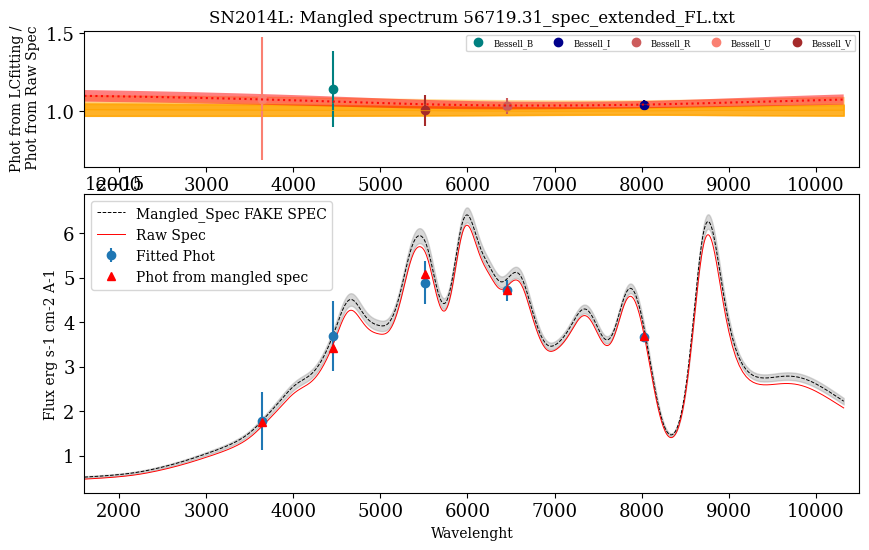 SN2014L: Mangled spectrum 56719.31_spec_extended_FL.txt
Phot from LCfitting /
Phot from Raw Spec
1.5
1.0
Bessell_B
Bessell_I
Bessell_R
Bessell_U
Bessell_V
2000 3000 4000 5000 6000 7000 8000 9000 10000
1e−15
Flux erg s-1 cm-2 A-1
6
5
4
3
2
1
Mangled_Spec FAKE SPEC
Raw Spec
Fitted Phot
Phot from mangled spec
2000 3000 4000 5000 6000 7000 8000 9000 10000
Wavelenght